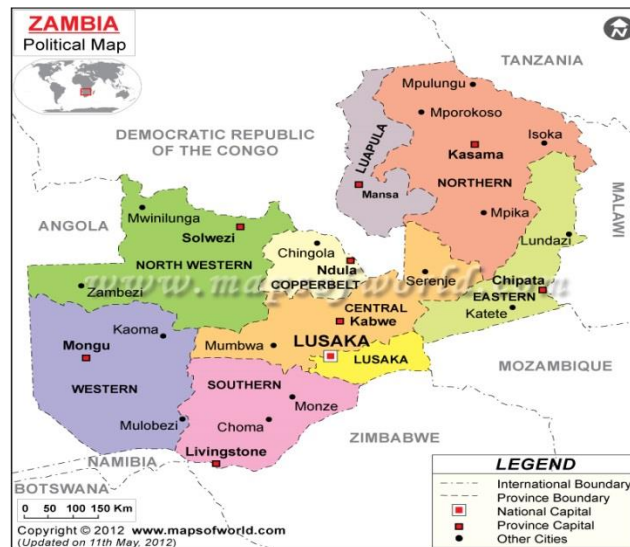 ZAMBIA
Political Map
N
TANZANIA
Mpulungu
Mporokoso
Isoka
DEMOCRATIC REPUBLIC
OF THE CONGO
LUAPULA
Kasama
Mansa
NORTHERN
MALAWI
Mwinilunga
Mpika
ANGOLA
Solwezi
Chingola
Lundazi
NORTH WESTERN
Ndula
www.mapsofworld.com
Serenje
Chipata
COPPERBELT
Zambezi
EASTERN
CENTRAL
Katete
Kabwe
Kaoma
LUSAKA
Mumbwa
Mongu
LUSAKA
MOZAMBIQUE
SOUTHERN
WESTERN
Monze
Mulobezi
Choma
ZIMBABWE
Livingstone
NAMIBIA
BOTSWANA
0 50 100 150 Km
Copyright © 2012 www.mapsofworld.com
(Updated on 11th May, 2012)
LEGEND
International Boundary
Province Boundary
National Capital
Province Capital
Other Cities